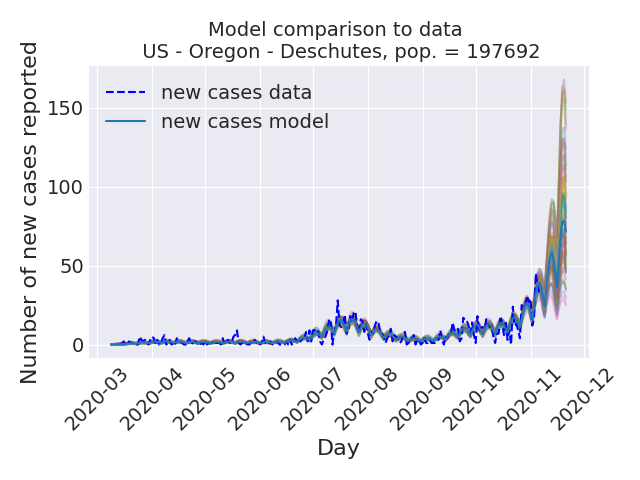 Model comparison to data
US - Oregon - Deschutes, pop. = 197692
new cases data
new cases model
Number of new cases reported
150
100
50
0
2020-03
2020-04
2020-05
2020-06
2020-07
2020-08
2020-09
2020-10
2020-11
2020-12
Day